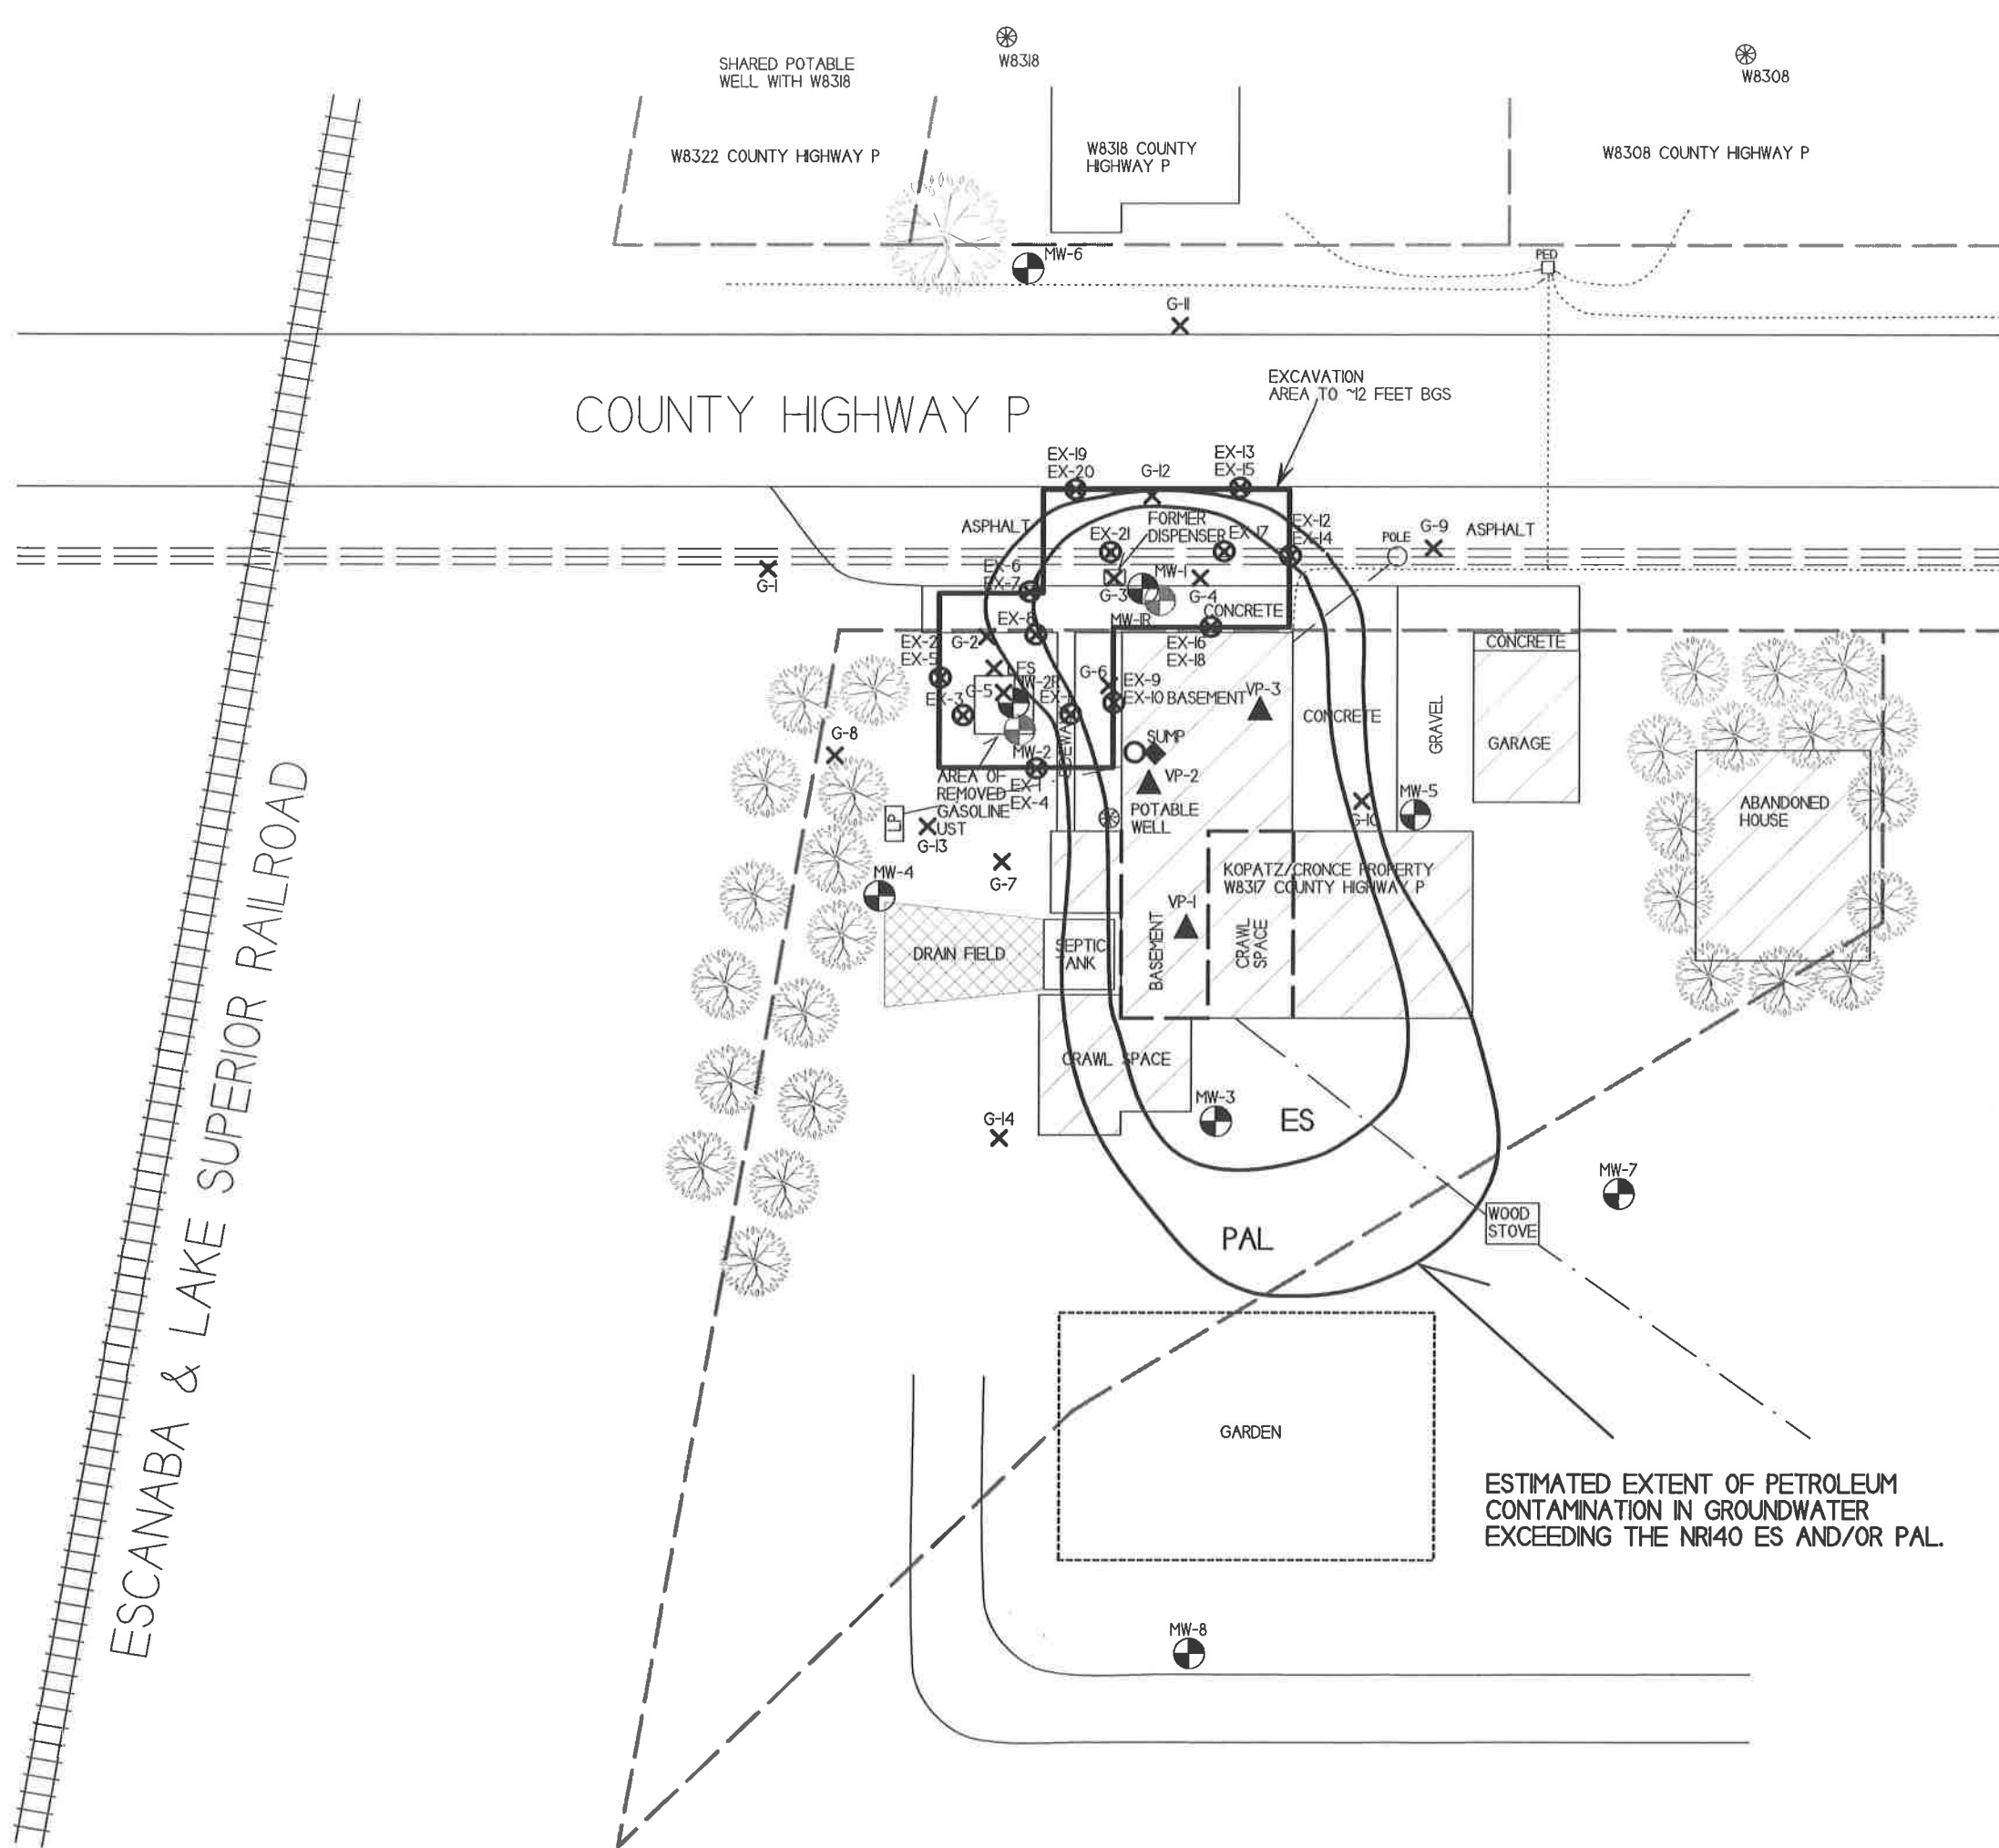 W8318
W8308
SHARED POTABLE
WELL WITH W8318
W8322 COUNTY HIGHWAY P
W8318 COUNTY
HIGHWAY P
W8308 COUNTY HIGHWAY P
MW-6
PED
G-11
EXCAVATION
AREA TO ~12 FEET BGS
COUNTY HIGHWAY P
EX-19
EX-20
G-12
EX-13
EX-15
ASPHALT
FORMER
DISPENSER
EX-21
EX-17
EX-12
EX-14
POLE
G-9
ASPHALT
G-1
EX-6
EX-7
G-3
MW-1
G-4
CONCRETE
MW-1R
EX-8
EX-2
EX-5
G-2
EX-16
EX-18
CONCRETE
G-6
MW-2R
G-5
EX-3
EX-9
EX-10
BASEMENT
VP-3
CONCRETE
GRAVEL
GARAGE
G-8
MW-2
SUMP
VP-2
AREA OF
REMOVED
GASOLINE
UST
EX-1
EX-4
POTABLE
WELL
LP
G-13
G-10
MW-5
ABANDONED
HOUSE
G-7
MW-4
KOPATZ/CRONCE PROPERTY
W8317 COUNTY HIGHWAY P
VP-1
BASEMENT
CRAWL
SPACE
DRAIN FIELD
SEPTIC
TANK
CRAWL SPACE
G-14
MW-3
ES
MW-7
WOOD
STOVE
PAL
ESCANABA & LAKE SUPERIOR RAILROAD
GARDEN
ESTIMATED EXTENT OF PETROLEUM
CONTAMINATION IN GROUNDWATER
EXCEEDING THE NR140 ES AND/OR PAL.
MW-8